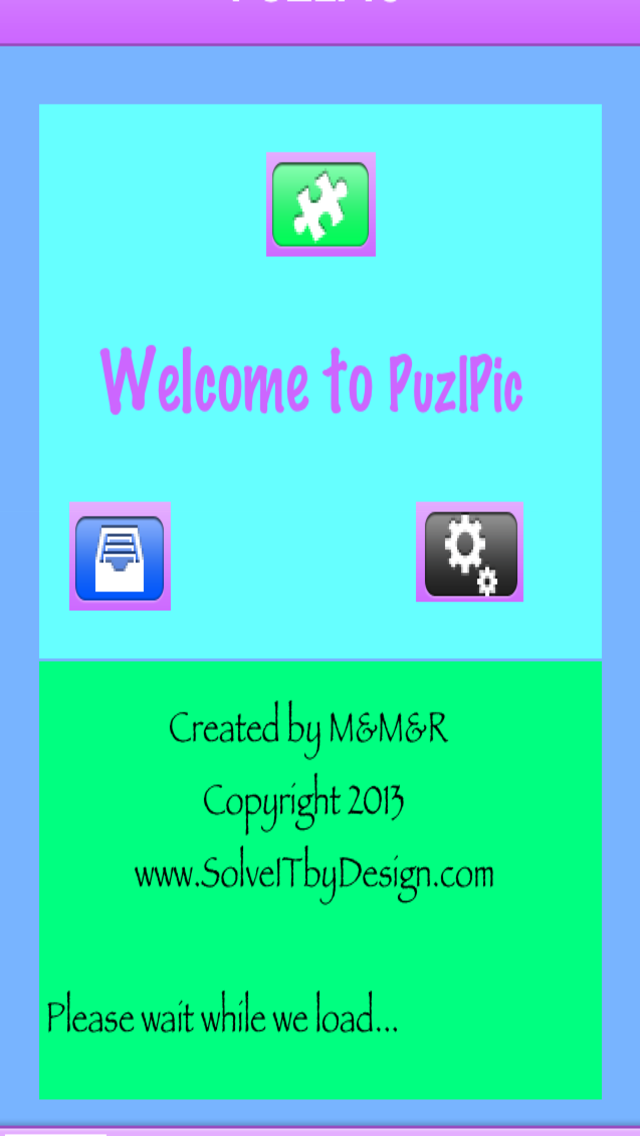 Welcome to PuzlPic
Created by M&M&R
Copyright 2013
www.SolveITbyDesign.com
Please wait while we load...